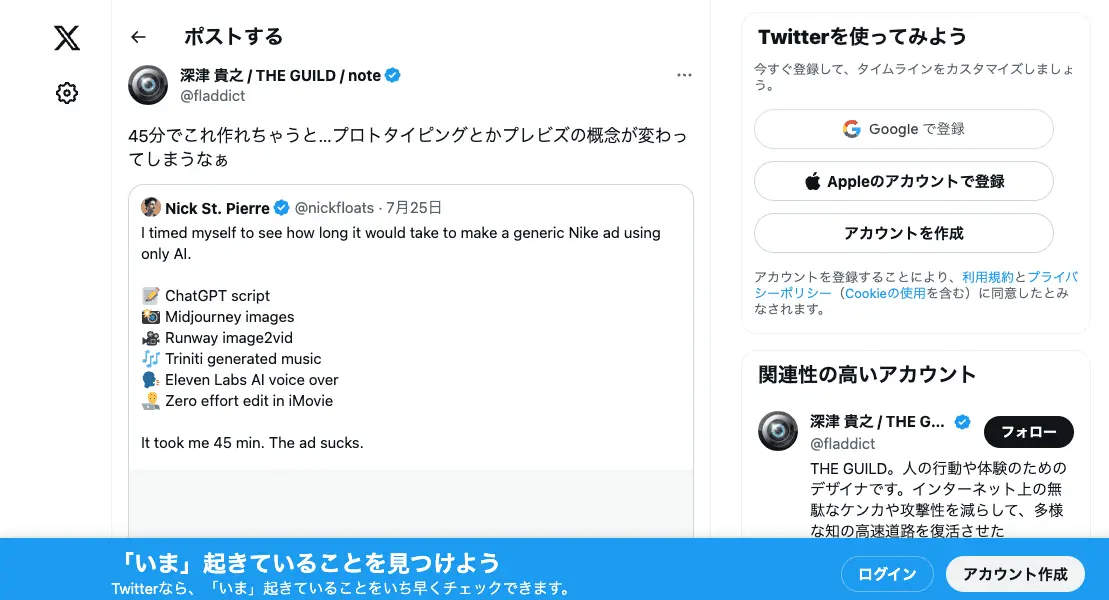 ポストする
深津 貴之 / THE GUILD / note
@fladdict
45分でこれ作れちゃうと...プロトタイピングとかプレビズの概念が変わっ
てしまうなぁ
Nick St. Pierre @nickfloats · 7月25日
I timed myself to see how long it would take to make a generic Nike ad using
only AI.
ChatGPT script
Midjourney images
Runway image2vid
Triniti generated music
Eleven Labs AI voice over
Zero effort edit in iMovie
It took me 45 min. The ad sucks.
Twitterを使ってみよう
今すぐ登録して、タイムラインをカスタマイズしましょ
う。
Google で登録
Appleのアカウントで登録
アカウントを作成
アカウントを登録することにより、利用規約とプライバ
シーポリシー（Cookieの使用を含む）に同意したとみ
なされます。
関連性の高いアカウント
深津 貴之 / THE G...
@fladdict
フォロー
THE GUILD。人の行動や体験のための
デザイナです。インターネット上の無
駄なケンカや攻撃性を減らして、多様
な知の高速道路を復活させた
「いま」起きていることを見つけよう
Twitterなら、「いま」起きていることをいち早くチェックできます。
ログイン
アカウント作成